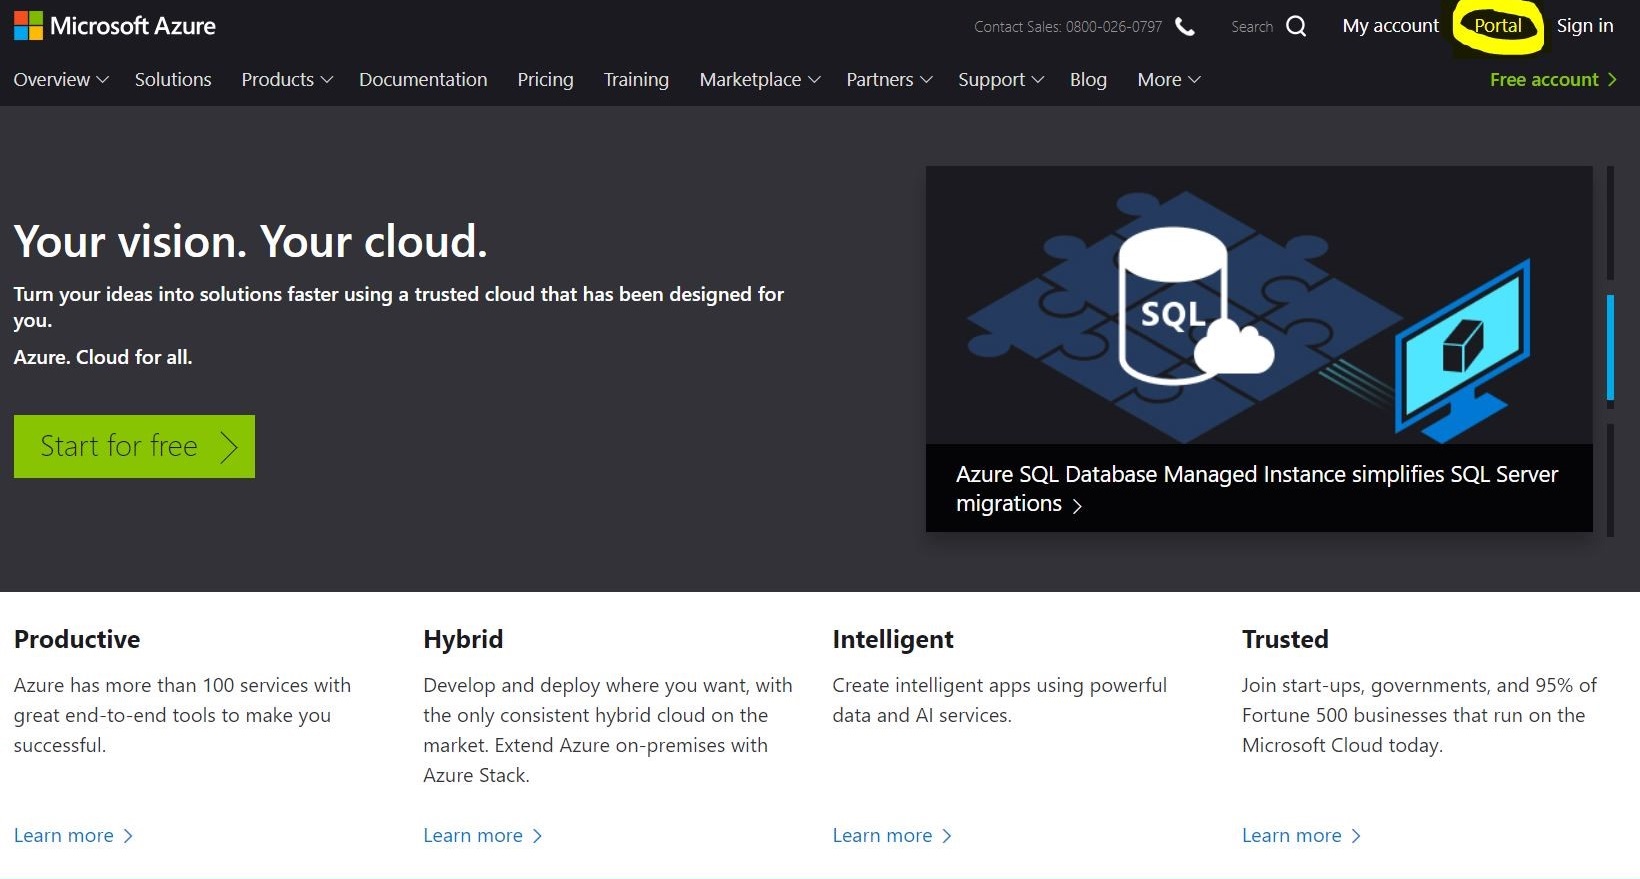 Microsoft Azure
Contact Sales: 0800-026-0797
Search
My account
Portal
Sign in
Overview
Solutions
Products
Documentation
Pricing
Training
Marketplace
Partners
Support
Blog
More
Free account
Your vision. Your cloud.
Turn your ideas into solutions faster using a trusted cloud that has been designed for
you.
Azure. Cloud for all.
Start for free
SQL
Azure SQL Database Managed Instance simplifies SQL Server
migrations
Productive
Azure has more than 100 services with
great end-to-end tools to make you
successful.
Learn more
Hybrid
Develop and deploy where you want, with
the only consistent hybrid cloud on the
market. Extend Azure on-premises with
Azure Stack.
Learn more
Intelligent
Create intelligent apps using powerful
data and AI services.
Learn more
Trusted
Join start-ups, governments, and 95% of
Fortune 500 businesses that run on the
Microsoft Cloud today.
Learn more